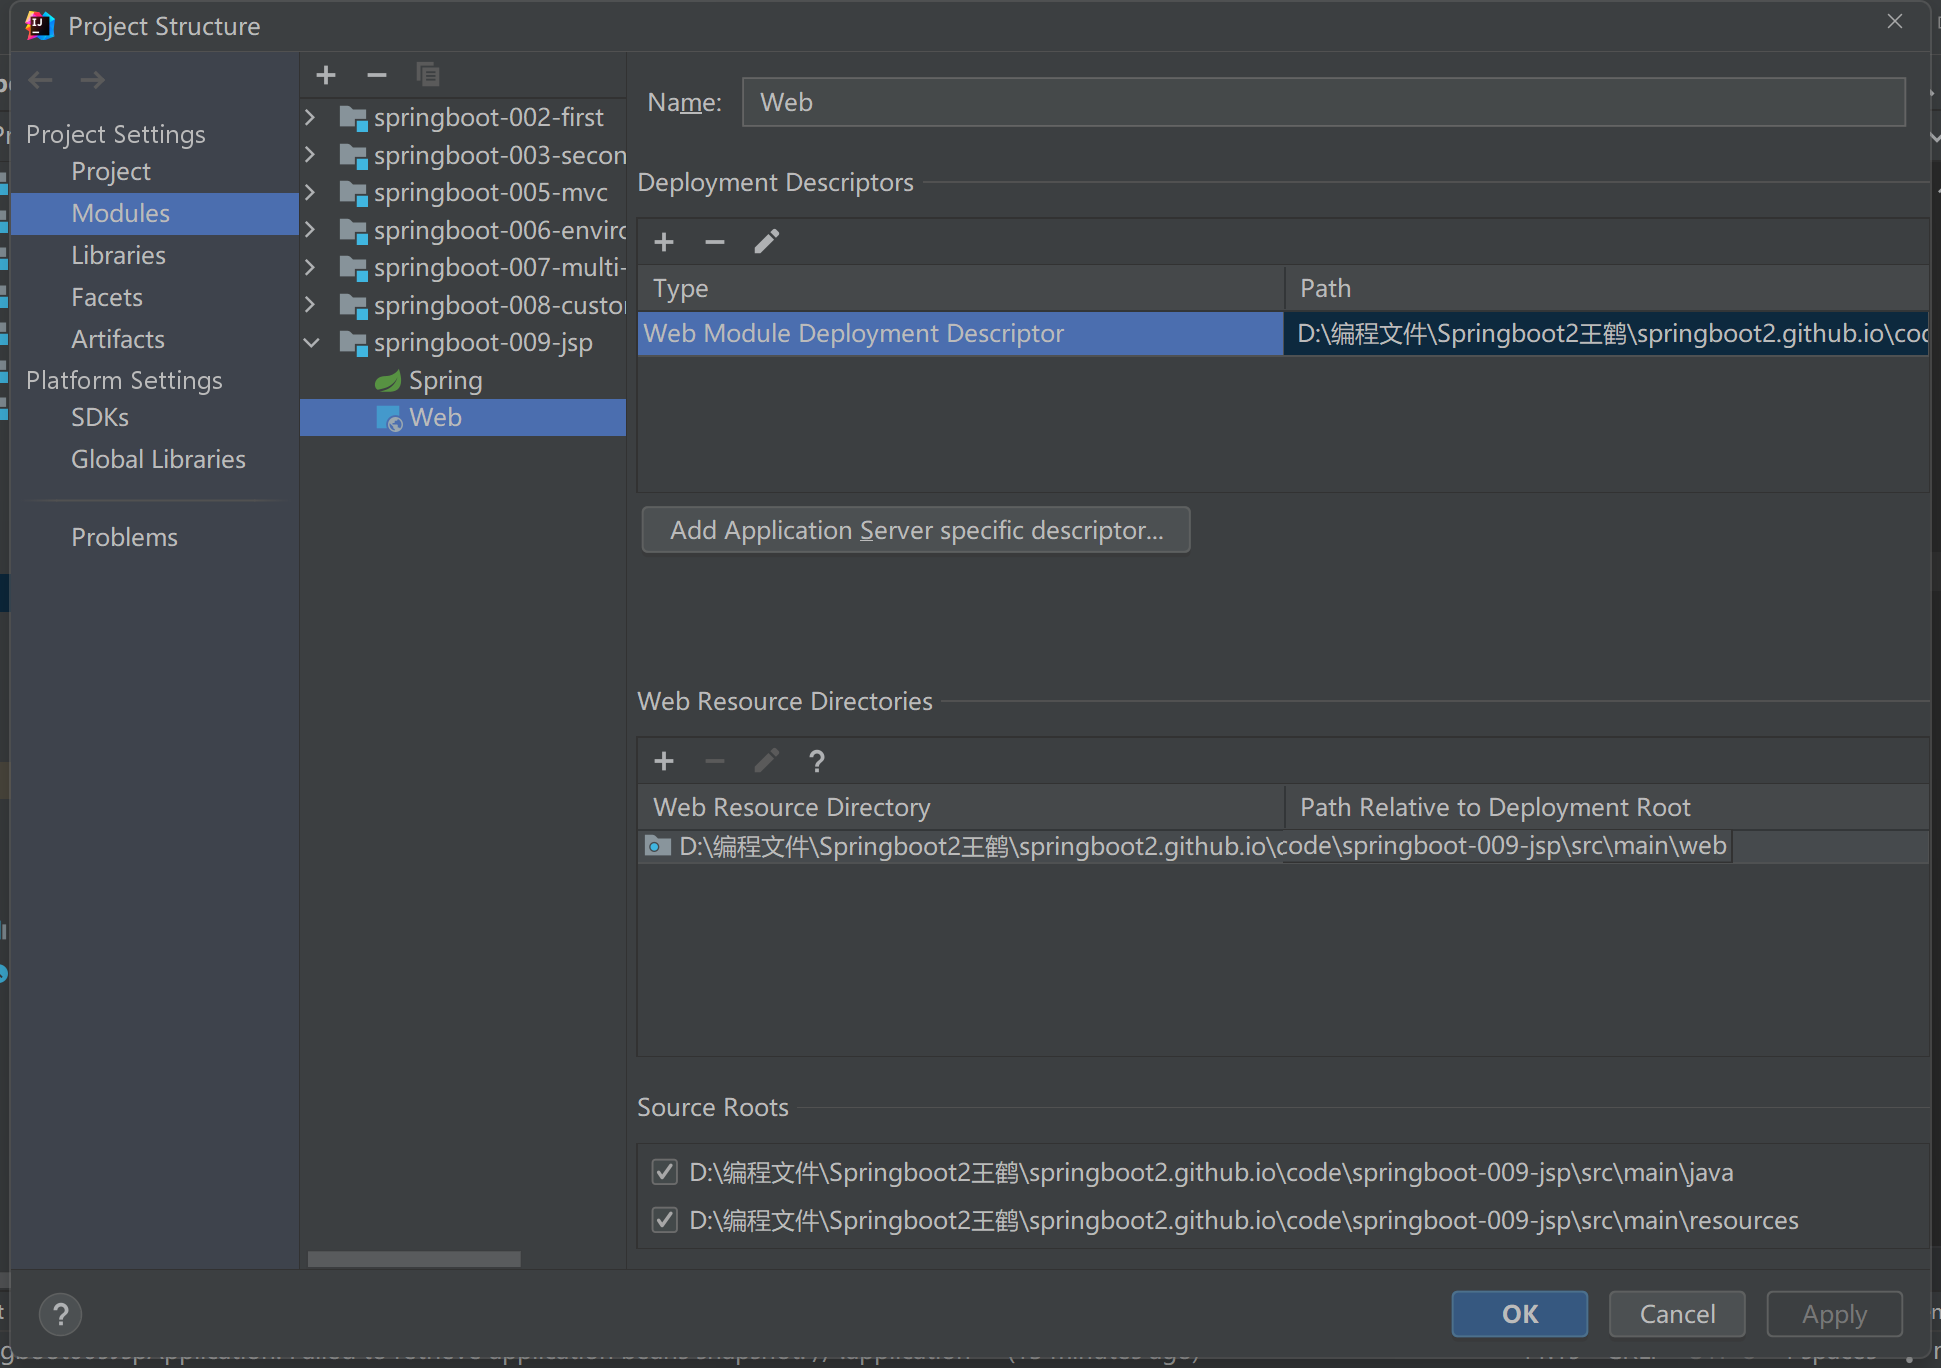 Project Structure
Project Settings
Project
Modules
Libraries
Facets
Artifacts
Platform Settings
SDKs
Global Libraries
Problems
springboot-002-first
springboot-003-secon
springboot-005-mvc
springboot-006-enviro
springboot-007-multi-
springboot-008-custor
springboot-009-jsp
Spring
Web
Name: Web
Deployment Descriptors
Type Path
Web Module Deployment Descriptor D:\编程文件\Springboot2王鹤\springboot2.github.io\cod
Add Application Server specific descriptor...
Web Resource Directories
?
Web Resource Directory Path Relative to Deployment Root
D:\编程文件\Springboot2王鹤\springboot2.github.io\code\springboot-009-jsp\src\main\web
Source Roots
D:\编程文件\Springboot2王鹤\springboot2.github.io\code\springboot-009-jsp\src\main\java
D:\编程文件\Springboot2王鹤\springboot2.github.io\code\springboot-009-jsp\src\main\resources
?
OK Cancel Apply